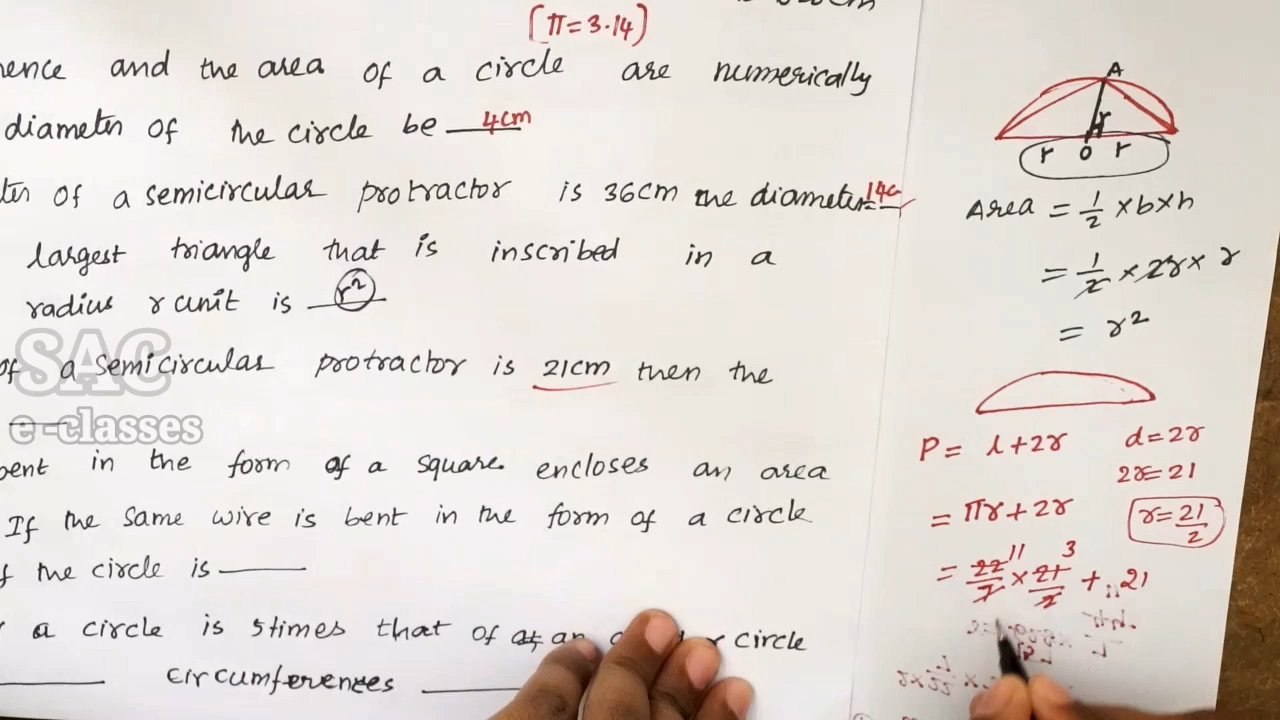 (π=3.14)
hence and the area of a circle are numerically
diameter of the circle be 4cm
of a semicircular protractor is 36cm the diameter=
largest triangle that is inscribed in a
radius r unit is r²
of a semicircular protractor is 21cm then the
SAC
e-classes
bent in the form of a square encloses an area
If the same wire is bent in the form of a circle
the circle is
a circle is 5times that of circle
circumferences
A
r
r O r
Area = 1/2 ×b×h
= 1/2 ×2r× r
= r²
P= l+2r
= πr+2r
= 22/7 11 × 21/2 3 + 21
d=2r
2r=21
r=21/2